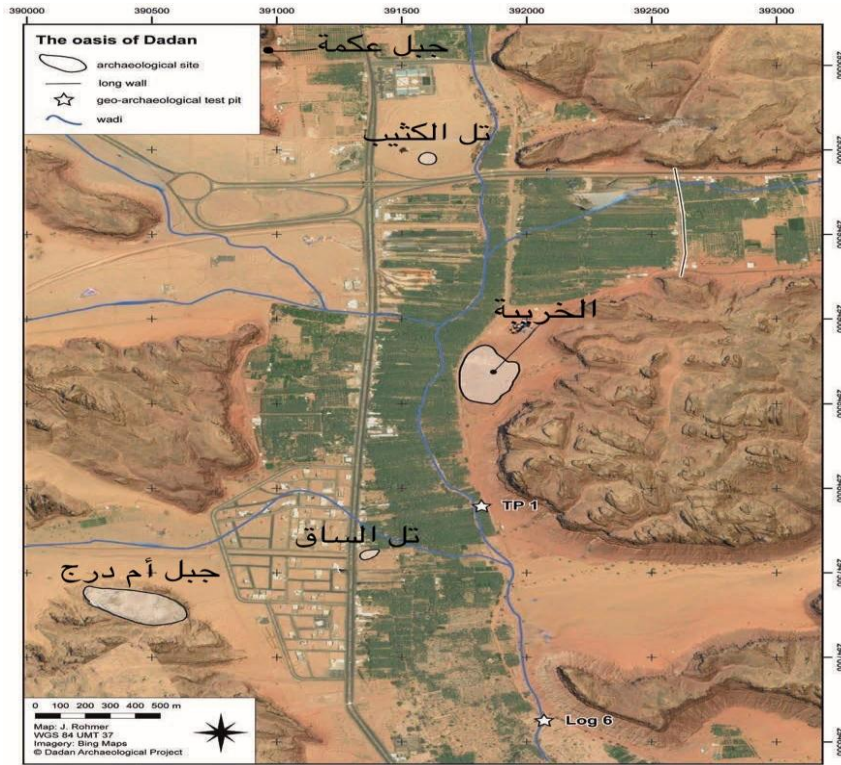 390000 390500 391000 391500 392000 392500 393000
The oasis of Dadan
archaeological site
long wall
geo-archaeological test pit
wadi
جبل عكمة
تل الكثيب
الخريبة
TP 1
تل الساق
جبل أم درج
Log 6
0 100 200 300 400 500 m
Map: J. Rohmer
WGS 84 UMT 37
Imagery: Bing Maps
© Dadan Archaeological Project